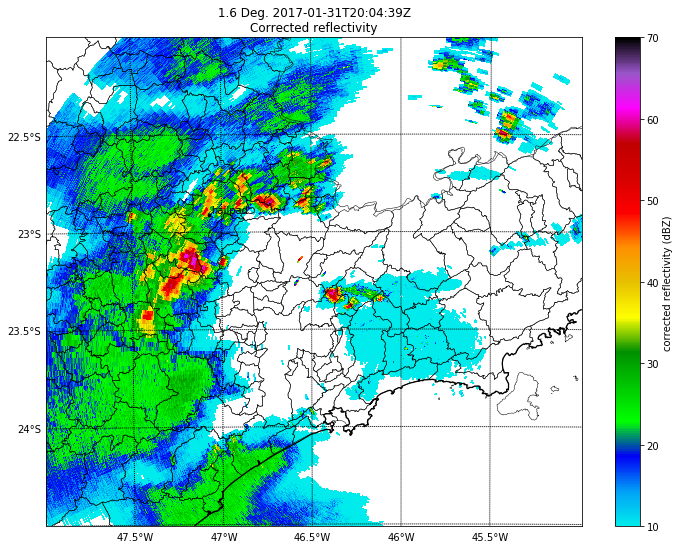 1.6 Deg. 2017-01-31T20:04:39Z
Corrected reflectivity
22.5°S
23°S
23.5°S
24°S
47.5°W
47°W
46.5°W
46°W
45.5°W
70
60
50
40
30
20
10
corrected reflectivity (dBZ)